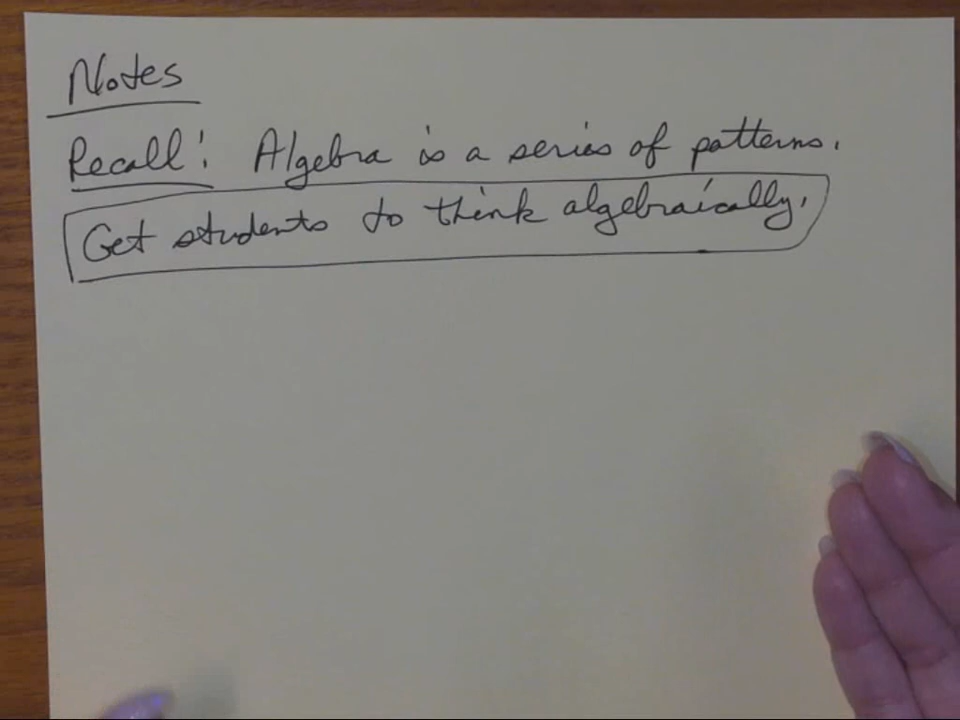 Notes
Recall: Algebra is a series of patterns.
Get students to think algebraically.